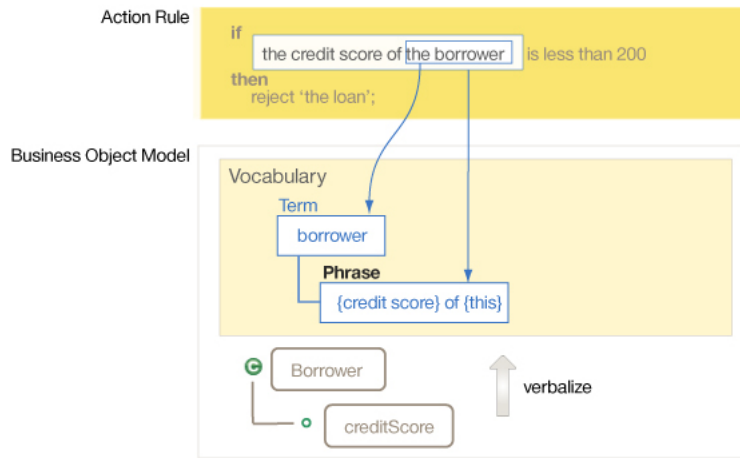 Action Rule
if
the credit score of the borrower is less than 200
then
reject ‘the loan’;
Business Object Model
Vocabulary
Term
borrower
Phrase
{credit score} of {this}
C Borrower
verbalize
creditScore